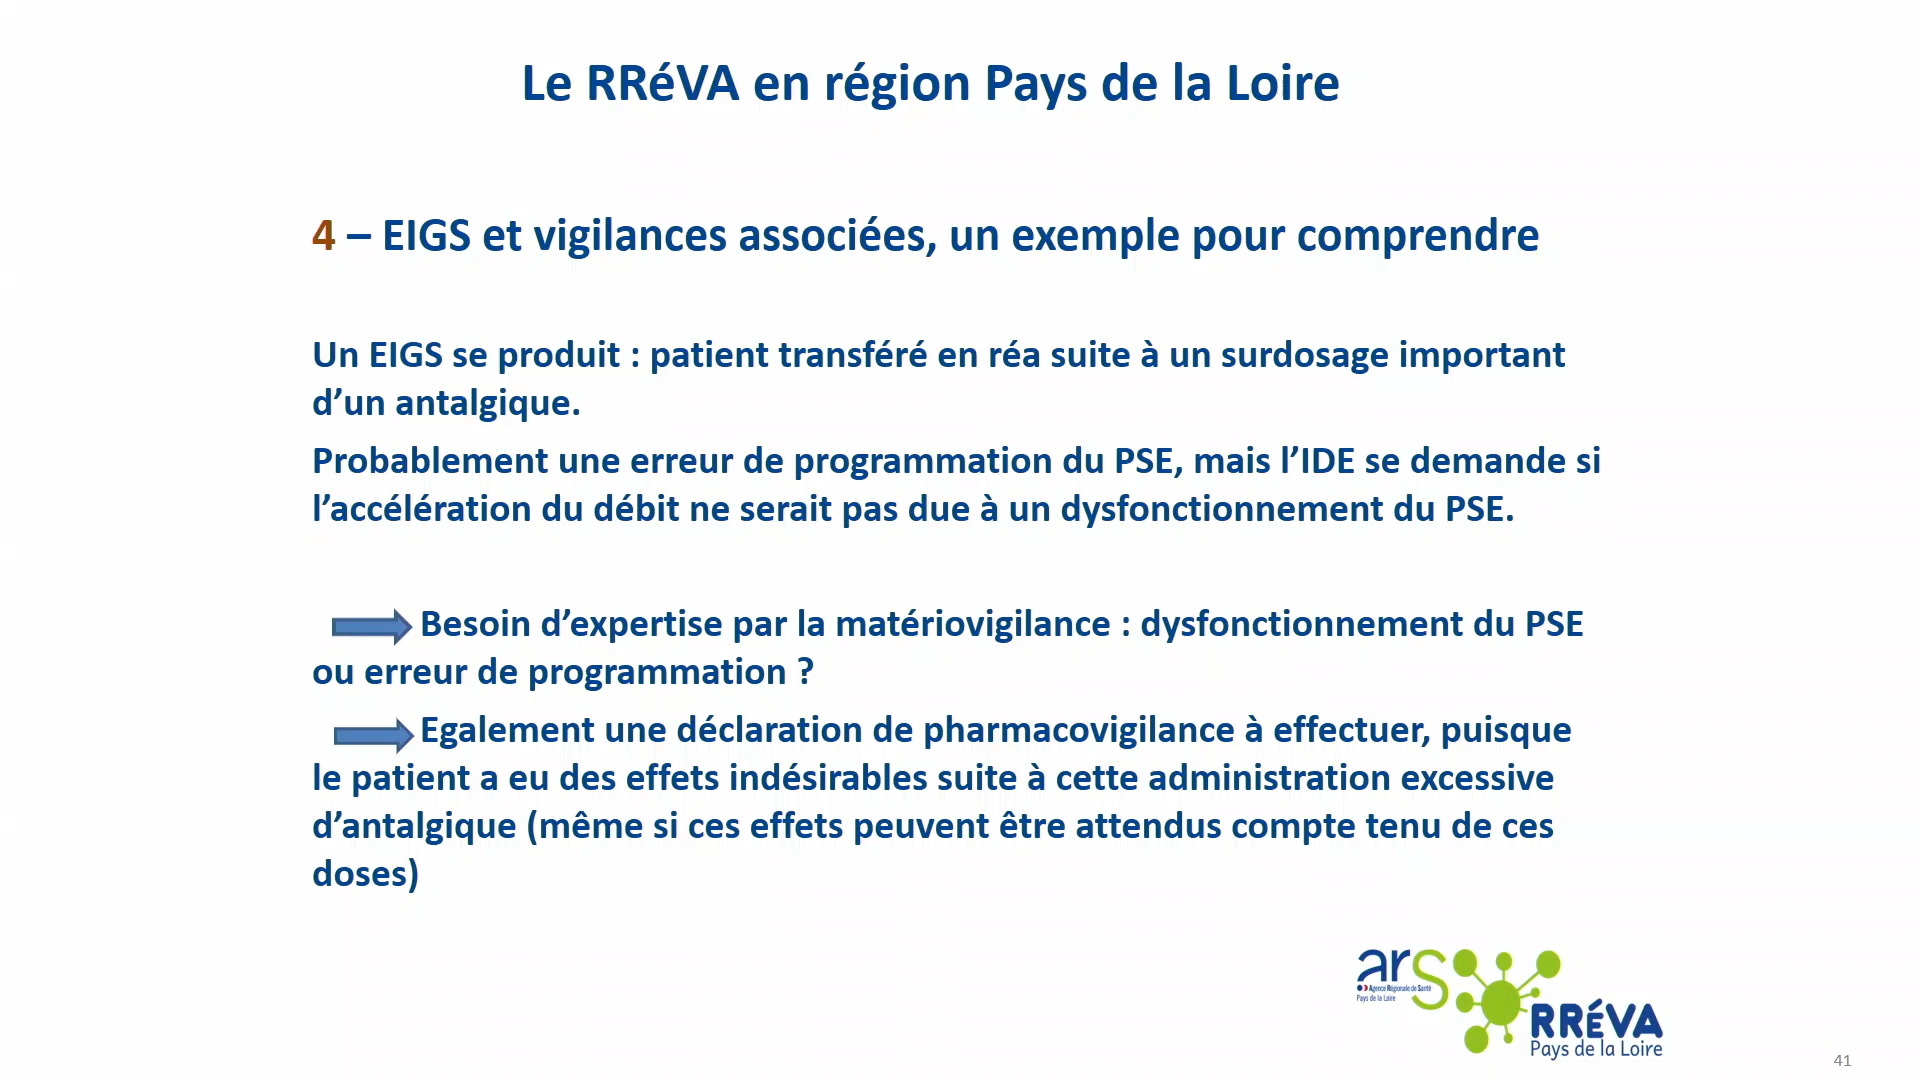 Le RRéVA en région Pays de la Loire
4 – EIGS et vigilances associées, un exemple pour comprendre
Un EIGS se produit : patient transféré en réa suite à un surdosage important
d’un antalgique.
Probablement une erreur de programmation du PSE, mais l’IDE se demande si
l’accélération du débit ne serait pas due à un dysfonctionnement du PSE.
Besoin d’expertise par la matériovigilance : dysfonctionnement du PSE
ou erreur de programmation ?
Egalement une déclaration de pharmacovigilance à effectuer, puisque
le patient a eu des effets indésirables suite à cette administration excessive
d’antalgique (même si ces effets peuvent être attendus compte tenu de ces
doses)
ars
Agence Régionale de Santé
Pays de la Loire
RRÉVA
Pays de la Loire
41